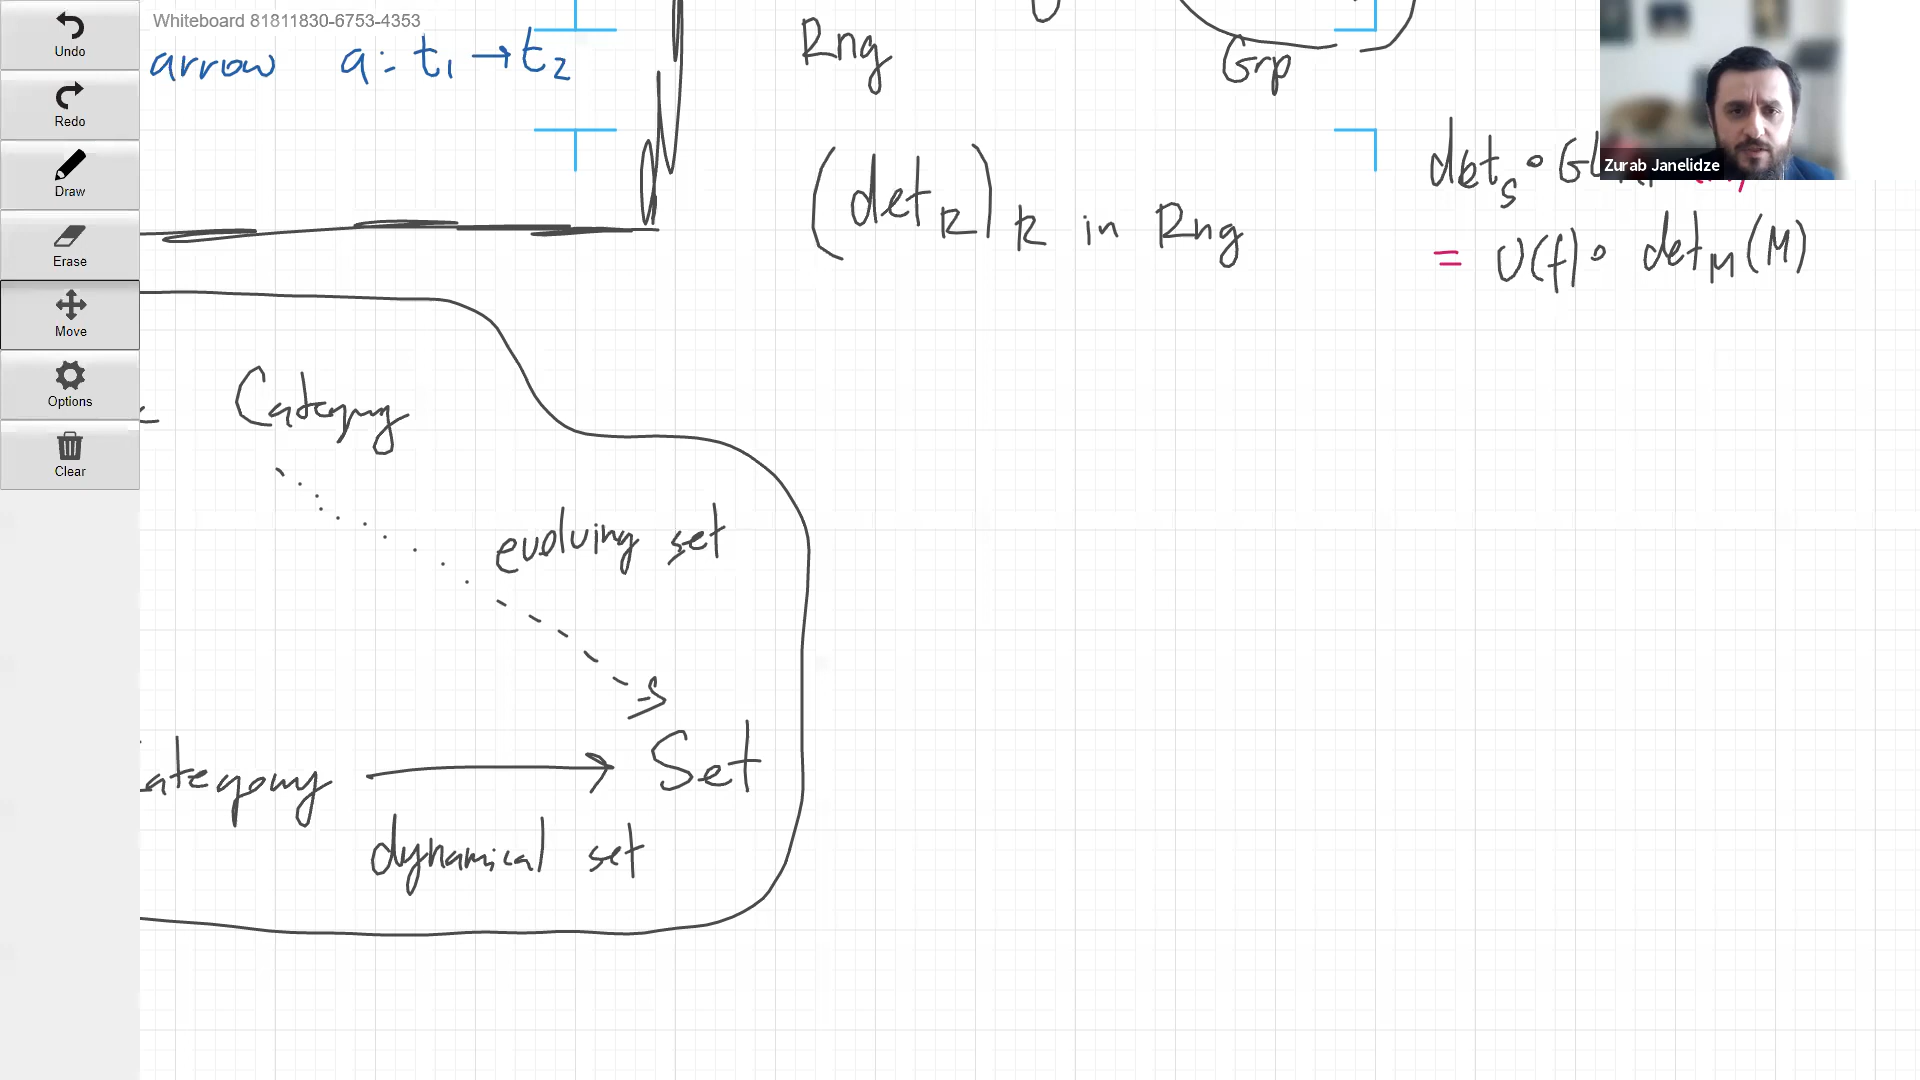 Undo
Redo
Draw
Erase
Move
Options
Clear
Whiteboard 81811830-6753-4353
arrow a: t₁ → t₂
Rng
Grp
(det_R)_R in Rng
det_S ∘ GL
= U(f) ∘ det_M (M)
Zurab Janelidze
Category
evolving set
ategory → Set
dynamical set